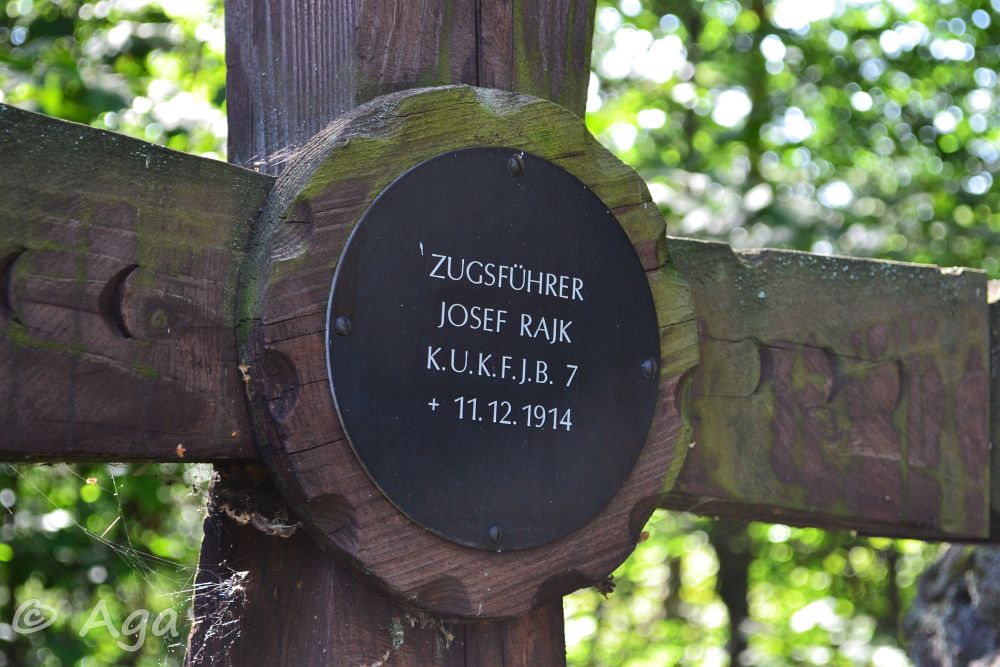 ZUGSFÜHRER
JOSEF RAJK
K.U.K.F.J.B. 7
+ 11.12.1914
© Aga